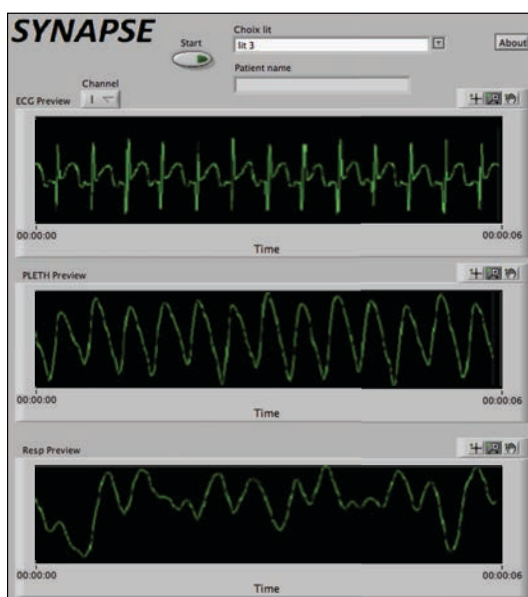 SYNAPSE
Start
Choix lit
lit 3
About
Patient name
Channel
I
ECG Preview
00:00:00
00:00:06
Time
PLETH Preview
00:00:00
00:00:06
Time
Resp Preview
00:00:00
00:00:06
Time